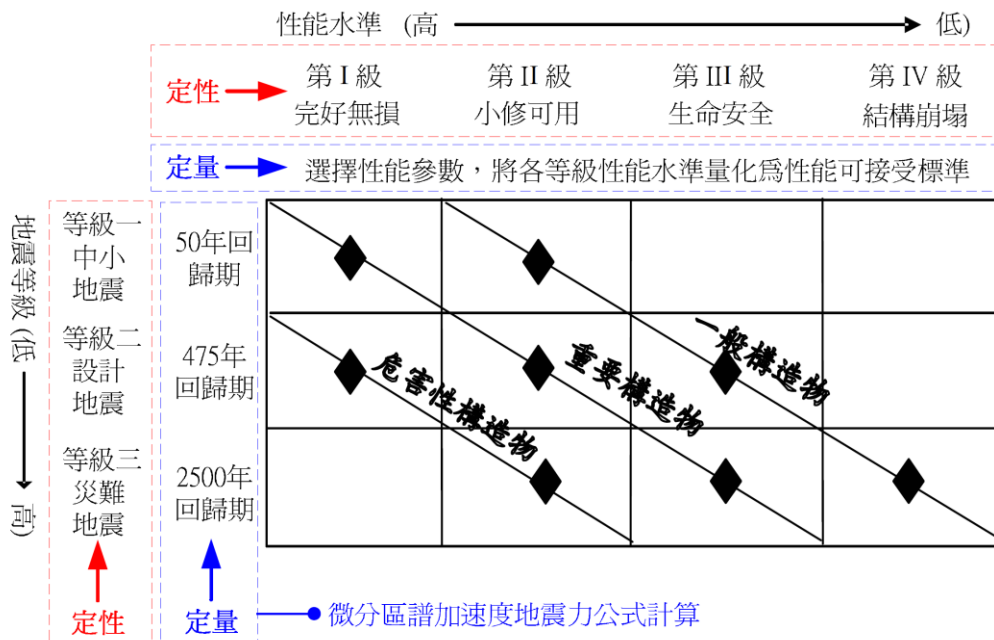 性能水準 (高 低)
定性
第 I 級
完好無損
第 II 級
小修可用
第 III 級
生命安全
第 IV 級
結構崩塌
定量
選擇性能參數，將各等級性能水準量化為性能可接受標準
地震等級 (低 高)
等級一
中小
地震
等級二
設計
地震
等級三
災難
地震
定性
50年回
歸期
475年
回歸期
2500年
回歸期
定量
危害性構造物
重要構造物
一般構造物
微分區譜加速度地震力公式計算